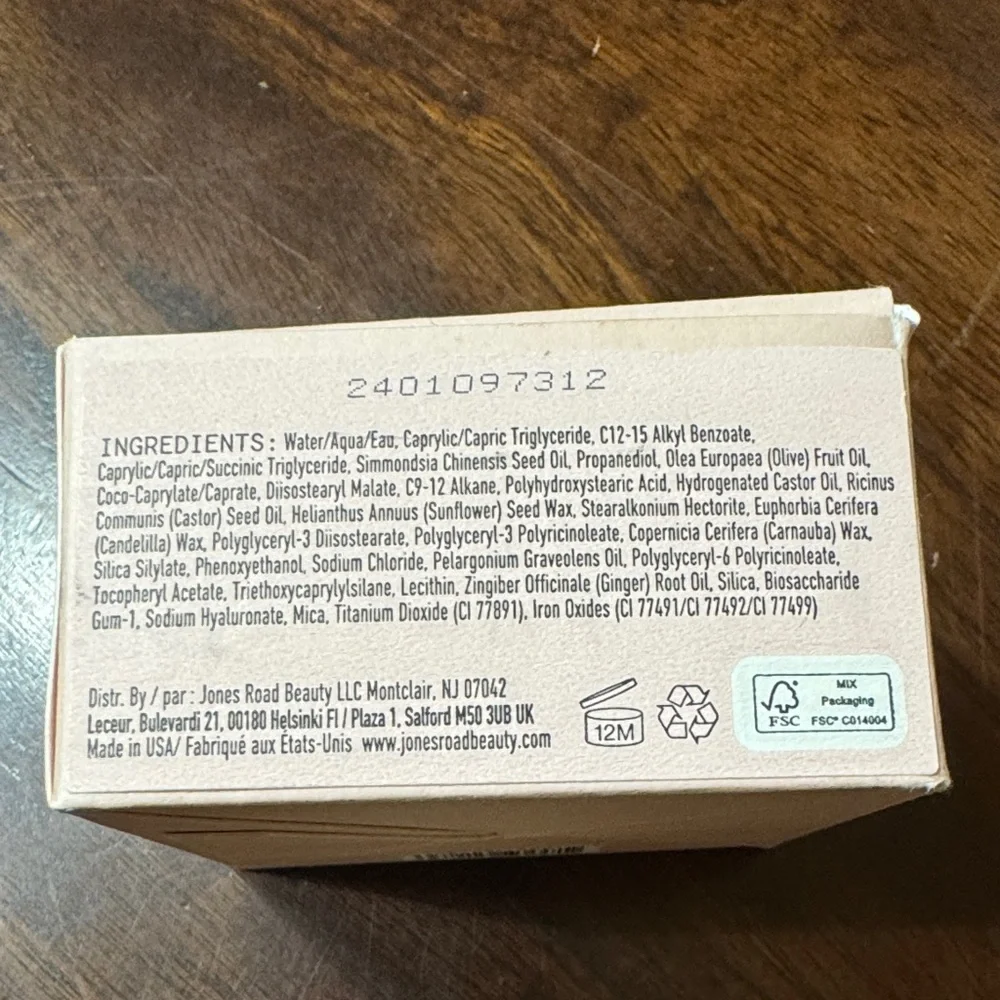 2401097312
INGREDIENTS: Water/Aqua/Eau, Caprylic/Capric Triglyceride, C12-15 Alkyl Benzoate,
Caprylic/Capric/Succinic Triglyceride, Simmondsia Chinensis Seed Oil, Propanediol, Olea Europaea (Olive) Fruit Oil,
Coco-Caprylate/Caprate, Diisostearyl Malate, C9-12 Alkane, Polyhydroxystearic Acid, Hydrogenated Castor Oil, Ricinus
Communis (Castor) Seed Oil, Helianthus Annuus (Sunflower) Seed Wax, Stearalkonium Hectorite, Euphorbia Cerifera
(Candelilla) Wax, Polyglyceryl-3 Diisostearate, Polyglyceryl-3 Polyricinoleate, Copernicia Cerifera (Carnauba) Wax,
Silica Silylate, Phenoxyethanol, Sodium Chloride, Pelargonium Graveolens Oil, Polyglyceryl-6 Polyricinoleate,
Tocopheryl Acetate, Triethoxycaprylylsilane, Lecithin, Zingiber Officinale (Ginger) Root Oil, Silica, Biosaccharide
Gum-1, Sodium Hyaluronate, Mica, Titanium Dioxide (CI 77891), Iron Oxides (CI 77491/CI 77492/CI 77499)
Distr. By / par : Jones Road Beauty LLC Montclair, NJ 07042
Leceur, Bulevardi 21, 00180 Helsinki FI / Plaza 1, Salford M50 3UB UK
Made in USA/ Fabriqué aux États-Unis www.jonesroadbeauty.com
12M
FSC
MIX
Packaging
FSC® C014004